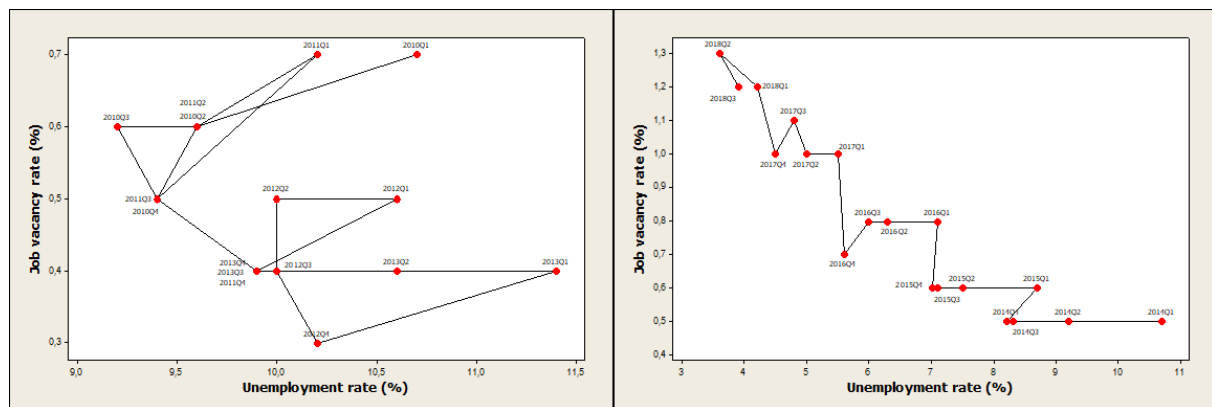 0,7
0,6
0,5
0,4
0,3
Job vacancy rate (%)
2011Q1
2010Q1
2011Q2
2010Q2
2010Q3
2011Q3
2010Q4
2012Q2
2012Q1
2013Q4
2013Q3
2011Q4
2012Q3
2013Q2
2013Q1
2012Q4
9,0
9,5
10,0
10,5
11,0
11,5
Unemployment rate (%)
1,3
1,2
1,1
1,0
0,9
0,8
0,7
0,6
0,5
0,4
Job vacancy rate (%)
2018Q2
2018Q1
2018Q3
2017Q3
2017Q4
2017Q2
2017Q1
2016Q3
2016Q1
2016Q2
2016Q4
2015Q4
2015Q2
2015Q1
2015Q3
2014Q4
2014Q2
2014Q1
2014Q3
3
4
5
6
7
8
9
10
11
Unemployment rate (%)